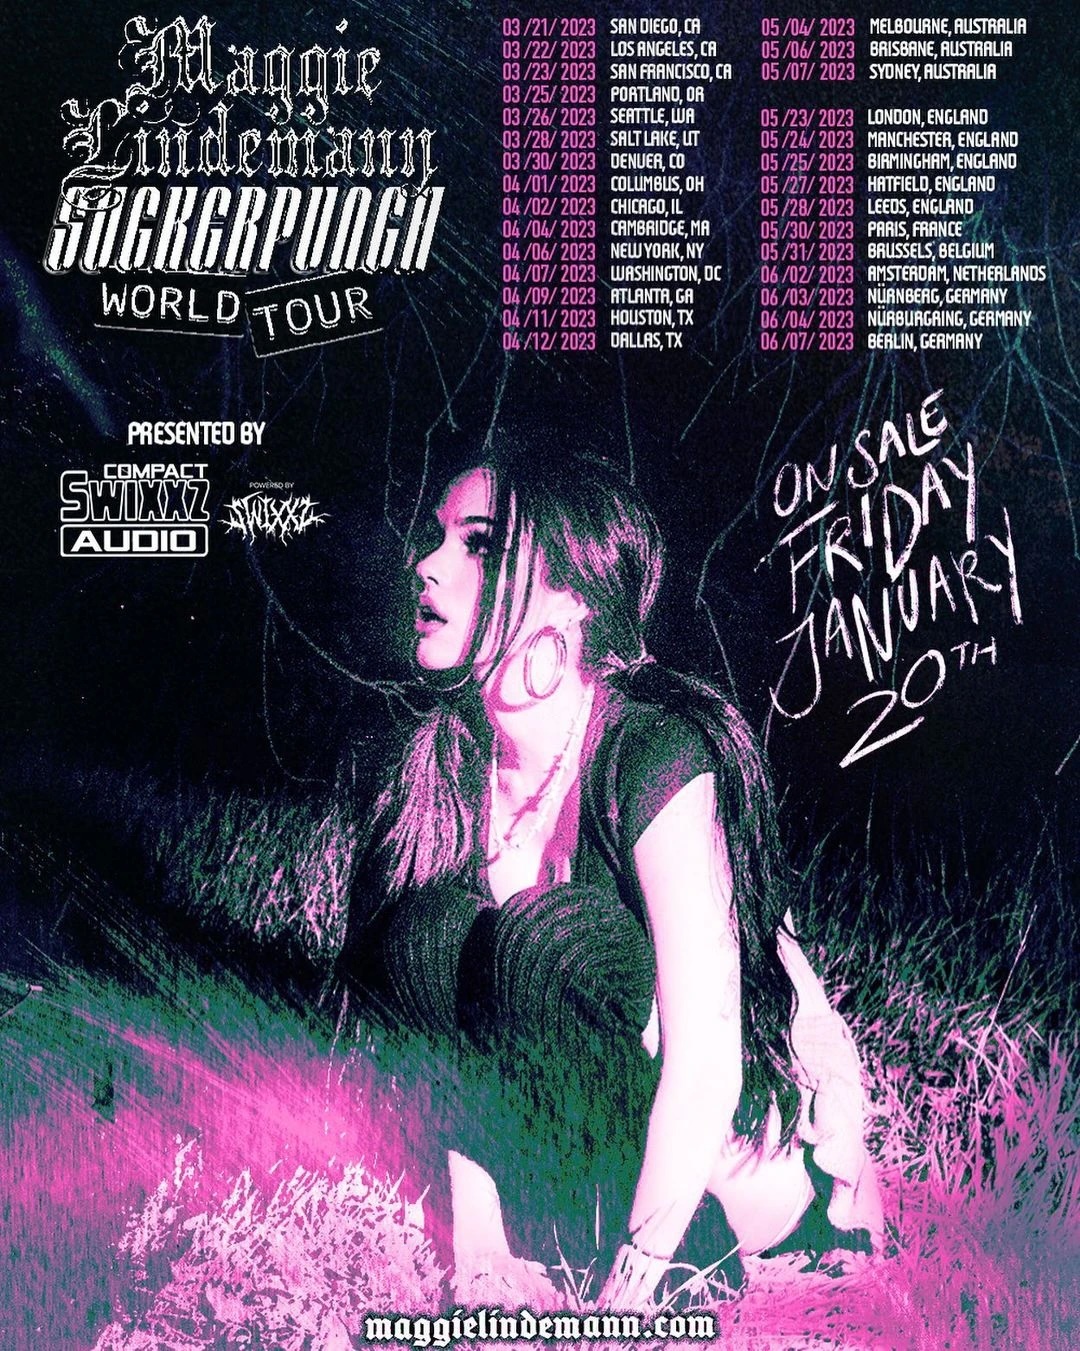 Maggie
Lindemann
SUCKERPUNCH
WORLD TOUR
03/21/2023 SAN DIEGO, CA
03/22/2023 LOS ANGELES, CA
03/23/2023 SAN FRANCISCO, CA
03/25/2023 PORTLAND, OR
03/26/2023 SEATTLE, WA
03/28/2023 SALT LAKE, UT
03/30/2023 DENVER, CO
04/01/2023 COLUMBUS, OH
04/02/2023 CHICAGO, IL
04/04/2023 CAMBRIDGE, MA
04/06/2023 NEW YORK, NY
04/07/2023 WASHINGTON, DC
04/09/2023 ATLANTA, GA
04/11/2023 HOUSTON, TX
04/12/2023 DALLAS, TX
05/04/2023 MELBOURNE, AUSTRALIA
05/06/2023 BRISBANE, AUSTRALIA
05/07/2023 SYDNEY, AUSTRALIA
05/23/2023 LONDON, ENGLAND
05/24/2023 MANCHESTER, ENGLAND
05/25/2023 BIRMINGHAM, ENGLAND
05/27/2023 HATFIELD, ENGLAND
05/28/2023 LEEDS, ENGLAND
05/30/2023 PARIS, FRANCE
05/31/2023 BRUSSELS, BELGIUM
06/02/2023 AMSTERDAM, NETHERLANDS
06/03/2023 NÜRNBERG, GERMANY
06/04/2023 NÜRBURGRING, GERMANY
06/07/2023 BERLIN, GERMANY
PRESENTED BY
COMPACT
SWIXXZ
AUDIO
POWERED BY
SWIXXZ
ON SALE
FRIDAY
JANUARY
20TH
maggielindemann.com